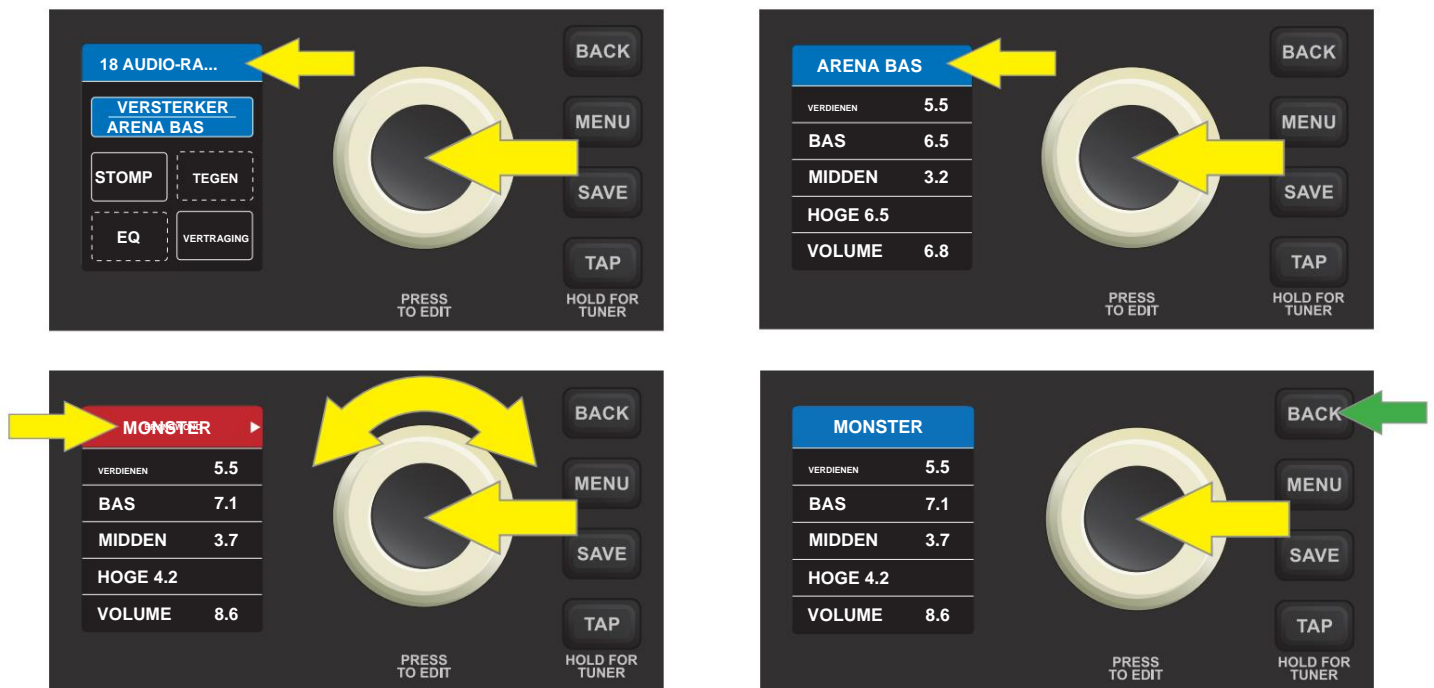 18 AUDIO-RA...
VERSTERKER
ARENA BAS
STOMP
TEGEN
EQ
VERTRAGING
BACK
MENU
SAVE
TAP
HOLD FOR
TUNER
PRESS
TO EDIT
ARENA BAS
VERDIENEN 5.5
BAS 6.5
MIDDEN 3.2
HOGE 6.5
VOLUME 6.8
BACK
MENU
SAVE
TAP
HOLD FOR
TUNER
PRESS
TO EDIT
MONSTER
VERDIENEN 5.5
BAS 7.1
MIDDEN 3.7
HOGE 4.2
VOLUME 8.6
BACK
MENU
SAVE
TAP
HOLD FOR
TUNER
PRESS
TO EDIT
MONSTER
VERDIENEN 5.5
BAS 7.1
MIDDEN 3.7
HOGE 4.2
VOLUME 8.6
BACK
MENU
SAVE
TAP
HOLD FOR
TUNER
PRESS
TO EDIT